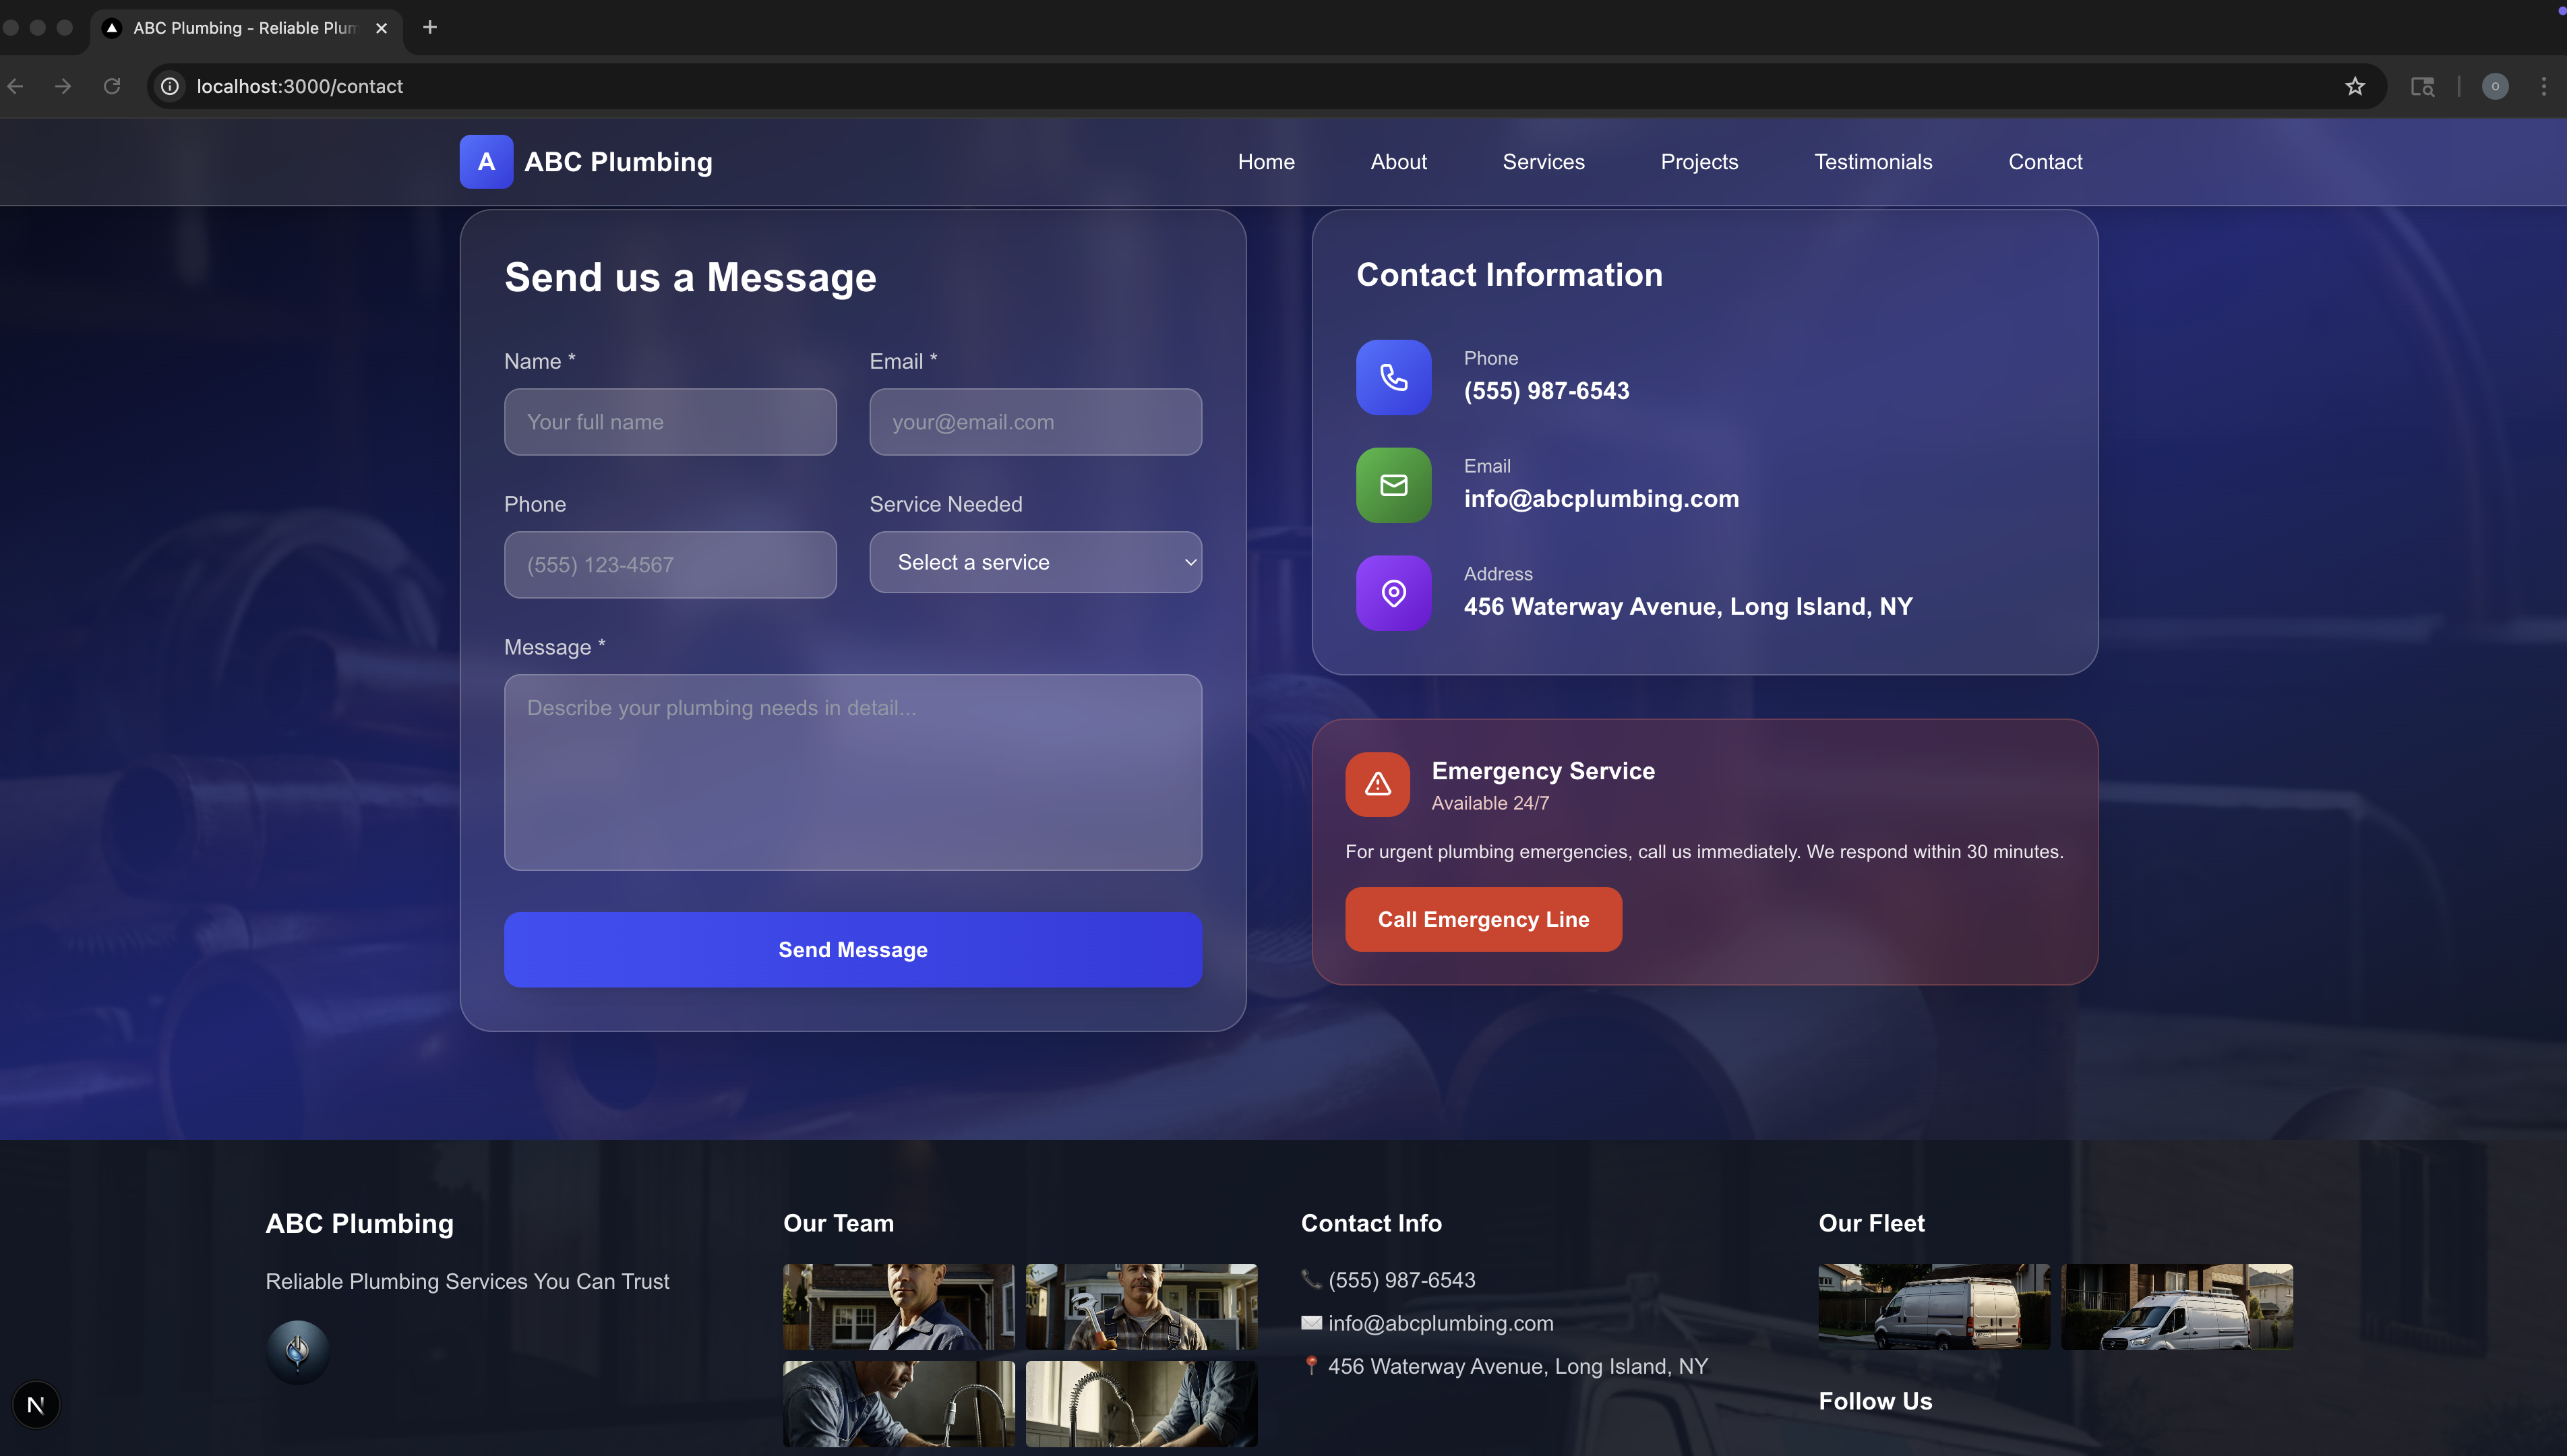 ABC Plumbing - Reliable Plum
localhost:3000/contact
A ABC Plumbing
Home About Services Projects Testimonials Contact
Send us a Message
Name *
Your full name
Email *
your@email.com
Phone
(555) 123-4567
Service Needed
Select a service
Message *
Describe your plumbing needs in detail...
Send Message
Contact Information
Phone
(555) 987-6543
Email
info@abcplumbing.com
Address
456 Waterway Avenue, Long Island, NY
Emergency Service
Available 24/7
For urgent plumbing emergencies, call us immediately. We respond within 30 minutes.
Call Emergency Line
ABC Plumbing
Reliable Plumbing Services You Can Trust
Our Team
Contact Info
(555) 987-6543
info@abcplumbing.com
456 Waterway Avenue, Long Island, NY
Our Fleet
Follow Us
N